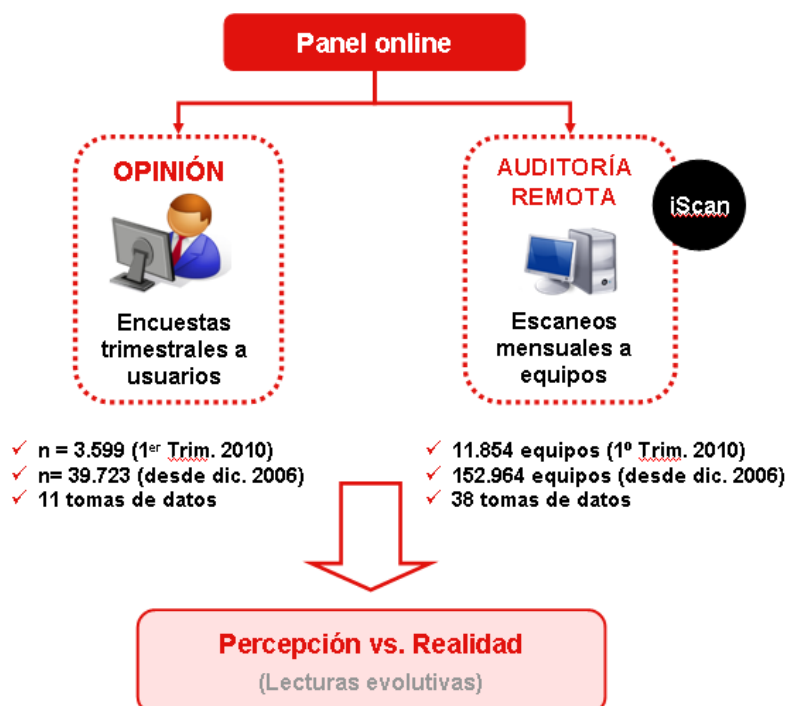 Panel online
OPINIÓN
Encuestas
trimestrales a
usuarios
n = 3.599 (1er Trim. 2010)
n= 39.723 (desde dic. 2006)
11 tomas de datos
AUDITORÍA
REMOTA
iScan
Escaneos
mensuales a
equipos
11.854 equipos (1º Trim. 2010)
152.964 equipos (desde dic. 2006)
38 tomas de datos
Percepción vs. Realidad
(Lecturas evolutivas)